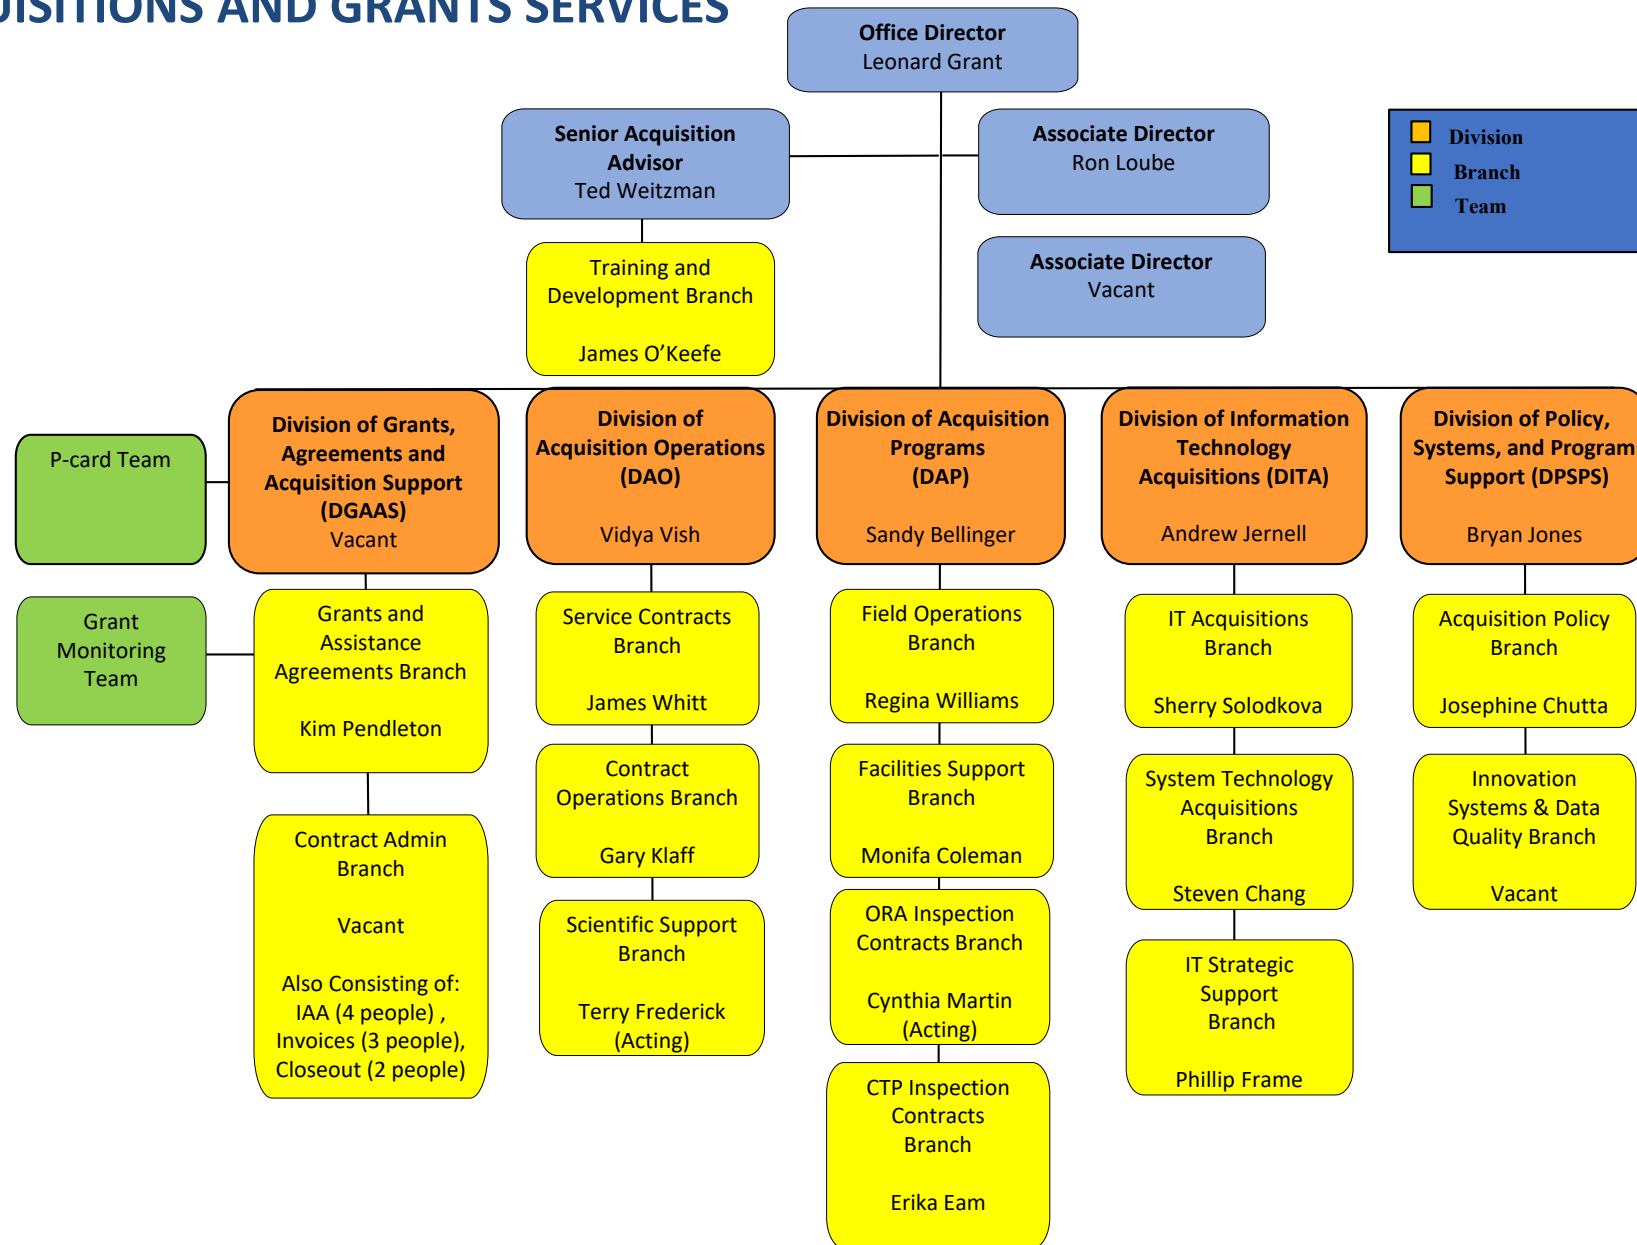 UISITIONS AND GRANTS SERVICES
Office Director
Leonard Grant
Senior Acquisition
Advisor
Ted Weitzman
Associate Director
Ron Loube
Division
Branch
Team
Associate Director
Vacant
Training and
Development Branch
James O’Keefe
P-card Team
Division of Grants,
Agreements and
Acquisition Support
(DGAAS)
Vacant
Division of
Acquisition Operations
(DAO)
Vidya Vish
Division of Acquisition
Programs
(DAP)
Sandy Bellinger
Division of Information
Technology
Acquisitions (DITA)
Andrew Jernell
Division of Policy,
Systems, and Program
Support (DPSPS)
Bryan Jones
Grant
Monitoring
Team
Grants and
Assistance
Agreements Branch
Kim Pendleton
Contract Admin
Branch
Vacant
Also Consisting of:
IAA (4 people) ,
Invoices (3 people),
Closeout (2 people)
Service Contracts
Branch
James Whitt
Contract
Operations Branch
Gary Klaff
Scientific Support
Branch
Terry Frederick
(Acting)
Field Operations
Branch
Regina Williams
Facilities Support
Branch
Monifa Coleman
ORA Inspection
Contracts Branch
Cynthia Martin
(Acting)
CTP Inspection
Contracts
Branch
Erika Eam
IT Acquisitions
Branch
Sherry Solodkova
System Technology
Acquisitions
Branch
Steven Chang
IT Strategic
Support
Branch
Phillip Frame
Acquisition Policy
Branch
Josephine Chutta
Innovation
Systems & Data
Quality Branch
Vacant